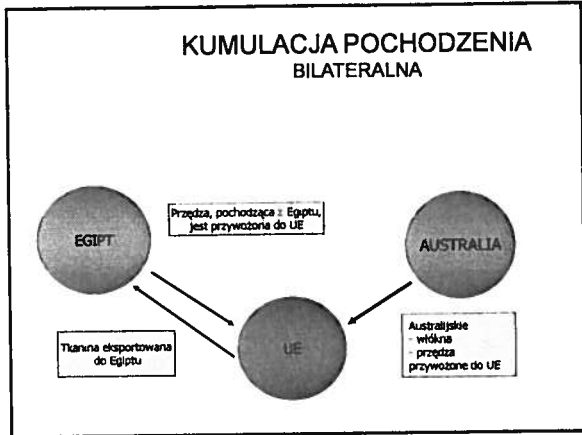 KUMULACJA POCHODZENIA
BILATERALNA
EGIPT
Przędza, pochodząca z Egiptu,
jest przywożona do UE
AUSTRALIA
Tkanina eksportowana
do Egiptu
UE
Australijskie
- włókna
- przędza
przywożone do UE